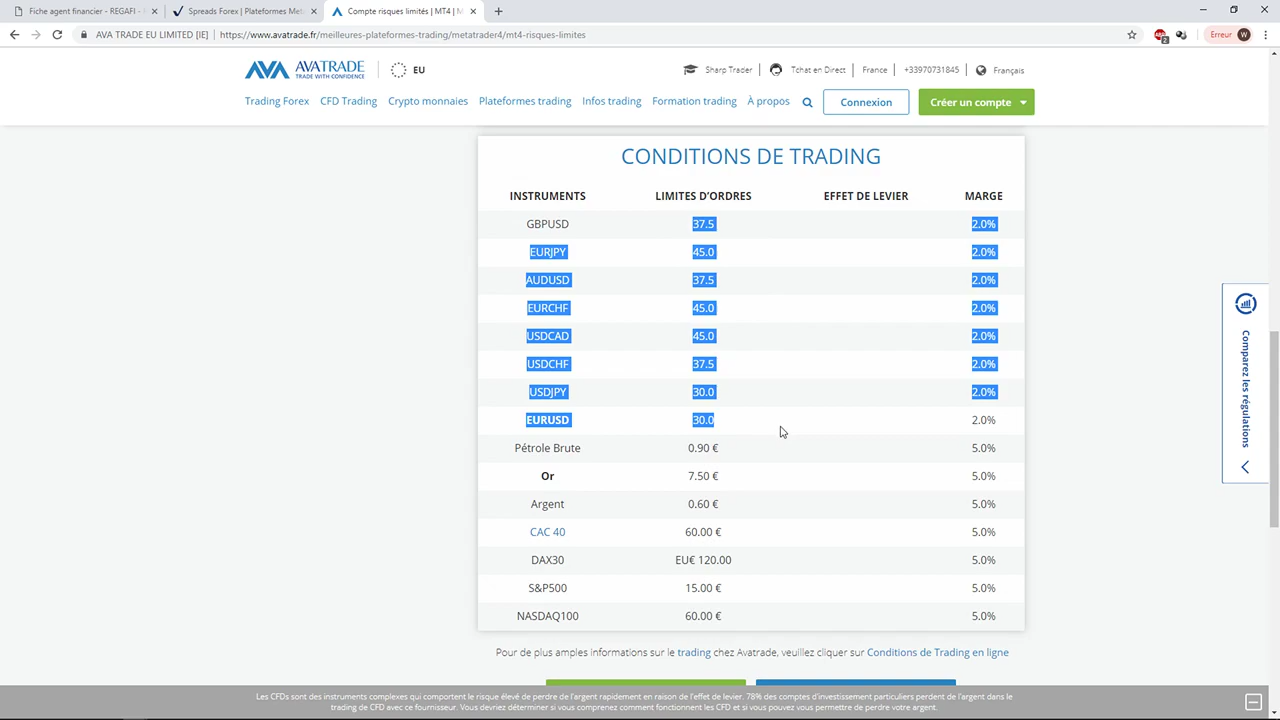 Fiche agent financier - REGAFI -
Spreads Forex | Plateformes Meta
Compte risques limités | MT4 | M
AVA TRADE EU LIMITED [IE]
https://www.avatrade.fr/meilleures-plateformes-trading/metatrader4/mt4-risques-limites
2
Erreur W
AVATRADE
TRADE WITH CONFIDENCE
EU
Sharp Trader
Tchat en Direct
France
+33970731845
Français
Trading Forex CFD Trading Crypto monnaies Plateformes trading Infos trading Formation trading À propos
Connexion
Créer un compte
CONDITIONS DE TRADING
INSTRUMENTS LIMITES D'ORDRES EFFET DE LEVIER MARGE
GBPUSD 37.5 2.0%
EURJPY 45.0 2.0%
AUDUSD 37.5 2.0%
EURCHF 45.0 2.0%
USDCAD 45.0 2.0%
USDCHF 37.5 2.0%
USDJPY 30.0 2.0%
EURUSD 30.0 2.0%
Pétrole Brute 0.90 € 5.0%
Or 7.50 € 5.0%
Argent 0.60 € 5.0%
CAC 40 60.00 € 5.0%
DAX30 EU€ 120.00 5.0%
S&P500 15.00 € 5.0%
NASDAQ100 60.00 € 5.0%
Comparez les régulations
Pour de plus amples informations sur le trading chez Avatrade, veuillez cliquer sur Conditions de Trading en ligne
Les CFDs sont des instruments complexes qui comportent le risque élevé de perdre de l'argent rapidement en raison de l'effet de levier. 78% des comptes d'investissement particuliers perdent de l'argent dans le
trading de CFD avec ce fournisseur. Vous devriez déterminer si vous comprenez comment fonctionnent les CFD et si vous pouvez vous permettre de perdre votre argent.